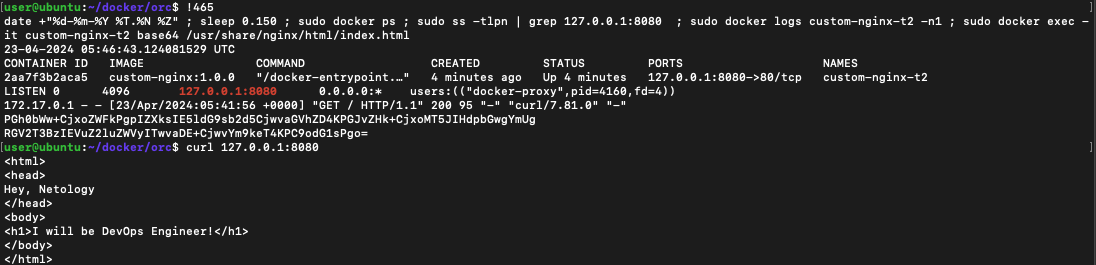 [user@ubuntu:~/docker/orc$ !465 ]
date +"%d-%m-%Y %T.%N %Z" ; sleep 0.150 ; sudo docker ps ; sudo ss -tlpn | grep 127.0.0.1:8080  ; sudo docker logs custom-nginx-t2 -n1 ; sudo docker exec -
it custom-nginx-t2 base64 /usr/share/nginx/html/index.html
23-04-2024 05:46:43.124081529 UTC
CONTAINER ID   IMAGE                COMMAND                  CREATED         STATUS         PORTS                    NAMES
2aa7f3b2aca5   custom-nginx:1.0.0   "/docker-entrypoint.…"   4 minutes ago   Up 4 minutes   127.0.0.1:8080->80/tcp   custom-nginx-t2
LISTEN 0      4096       127.0.0.1:8080      0.0.0.0:*    users:(("docker-proxy",pid=4160,fd=4))
172.17.0.1 - - [23/Apr/2024:05:41:56 +0000] "GET / HTTP/1.1" 200 95 "-" "curl/7.81.0" "-"
PGh0bWw+CjxoZWFkPgpIZXksIE5ldG9sb2d5CjwvaGVhZD4KPGJvZHk+CjxoMT5JIHdpbGwgYmUg
RGV2T3BzIEVuZ2luZWVyITwvaDE+CjwvYm9keT4KPC9odG1sPgo=
[user@ubuntu:~/docker/orc$ curl 127.0.0.1:8080 ]
<html>
<head>
Hey, Netology
</head>
<body>
<h1>I will be DevOps Engineer!</h1>
</body>
</html>